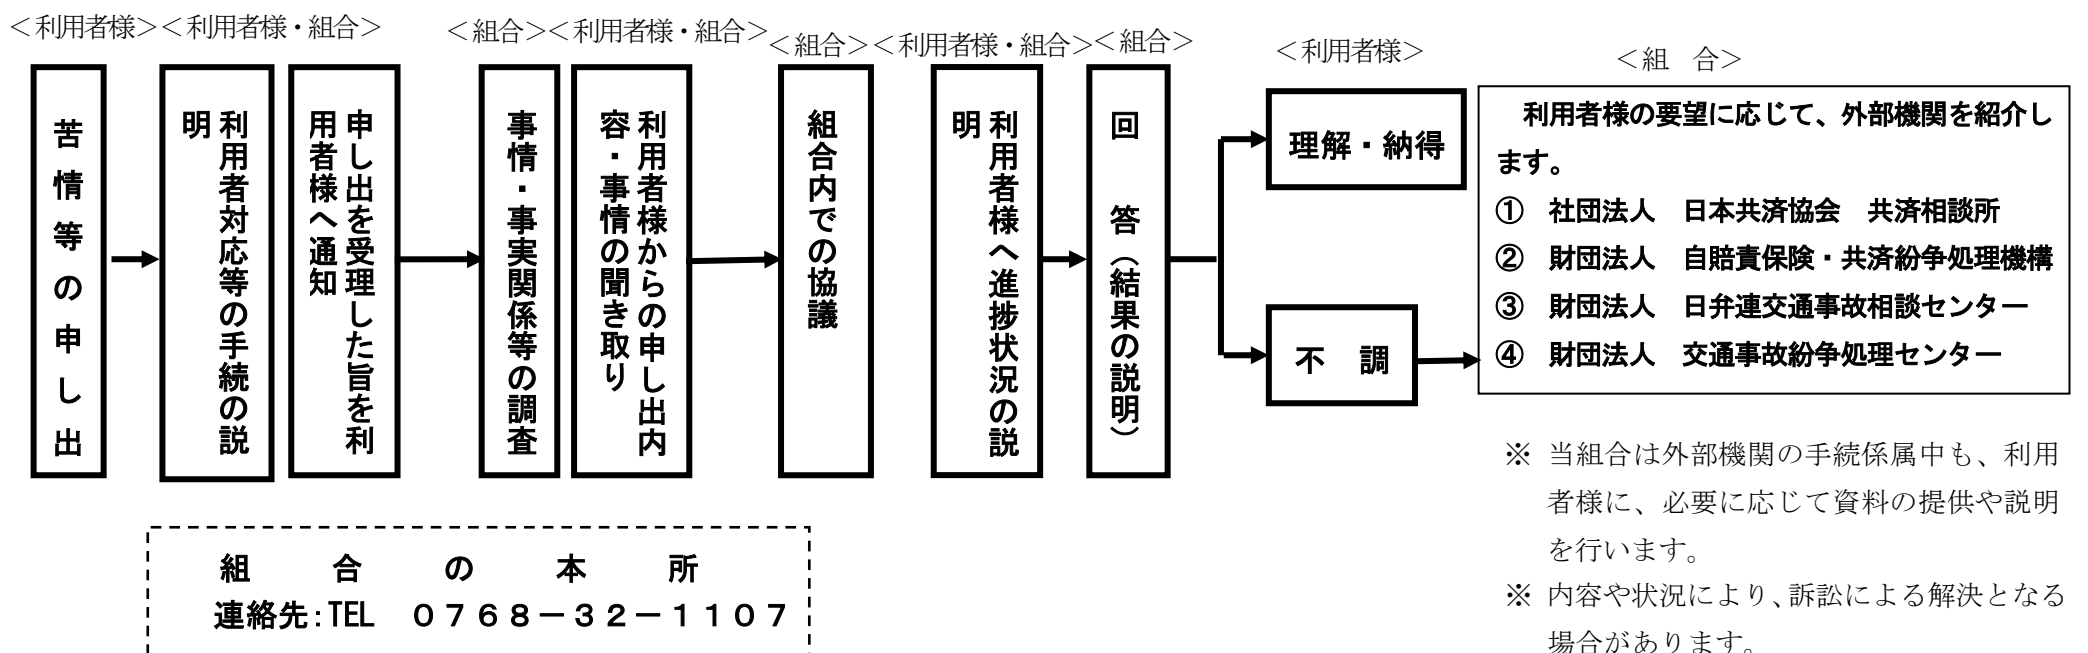 ＜利用者様＞＜利用者様・組合＞
＜組合＞＜利用者様・組合＞
＜組合＞＜利用者様・組合＞＜組合＞
＜利用者様＞
＜組　合＞
苦情等の申し出
利用者対応等の手続の説
明
申し出を受理した旨を利
用者様へ通知
事情・事実関係等の調査
利用者様からの申し出内
容・事情の聞き取り
組合内での協議
利用者様へ進捗状況の説
明
回　答（結果の説明）
理解・納得
不　調
利用者様の要望に応じて、外部機関を紹介し
ます。
①　社団法人　日本共済協会　共済相談所
②　財団法人　自賠責保険・共済紛争処理機構
③　財団法人　日弁連交通事故相談センター
④　財団法人　交通事故紛争処理センター
※ 当組合は外部機関の手続係属中も、利用
者様に、必要に応じて資料の提供や説明
を行います。
※ 内容や状況により、訴訟による解決となる
場合があります。
組　合　の　本　所
連絡先：TEL　０７６８－３２－１１０７